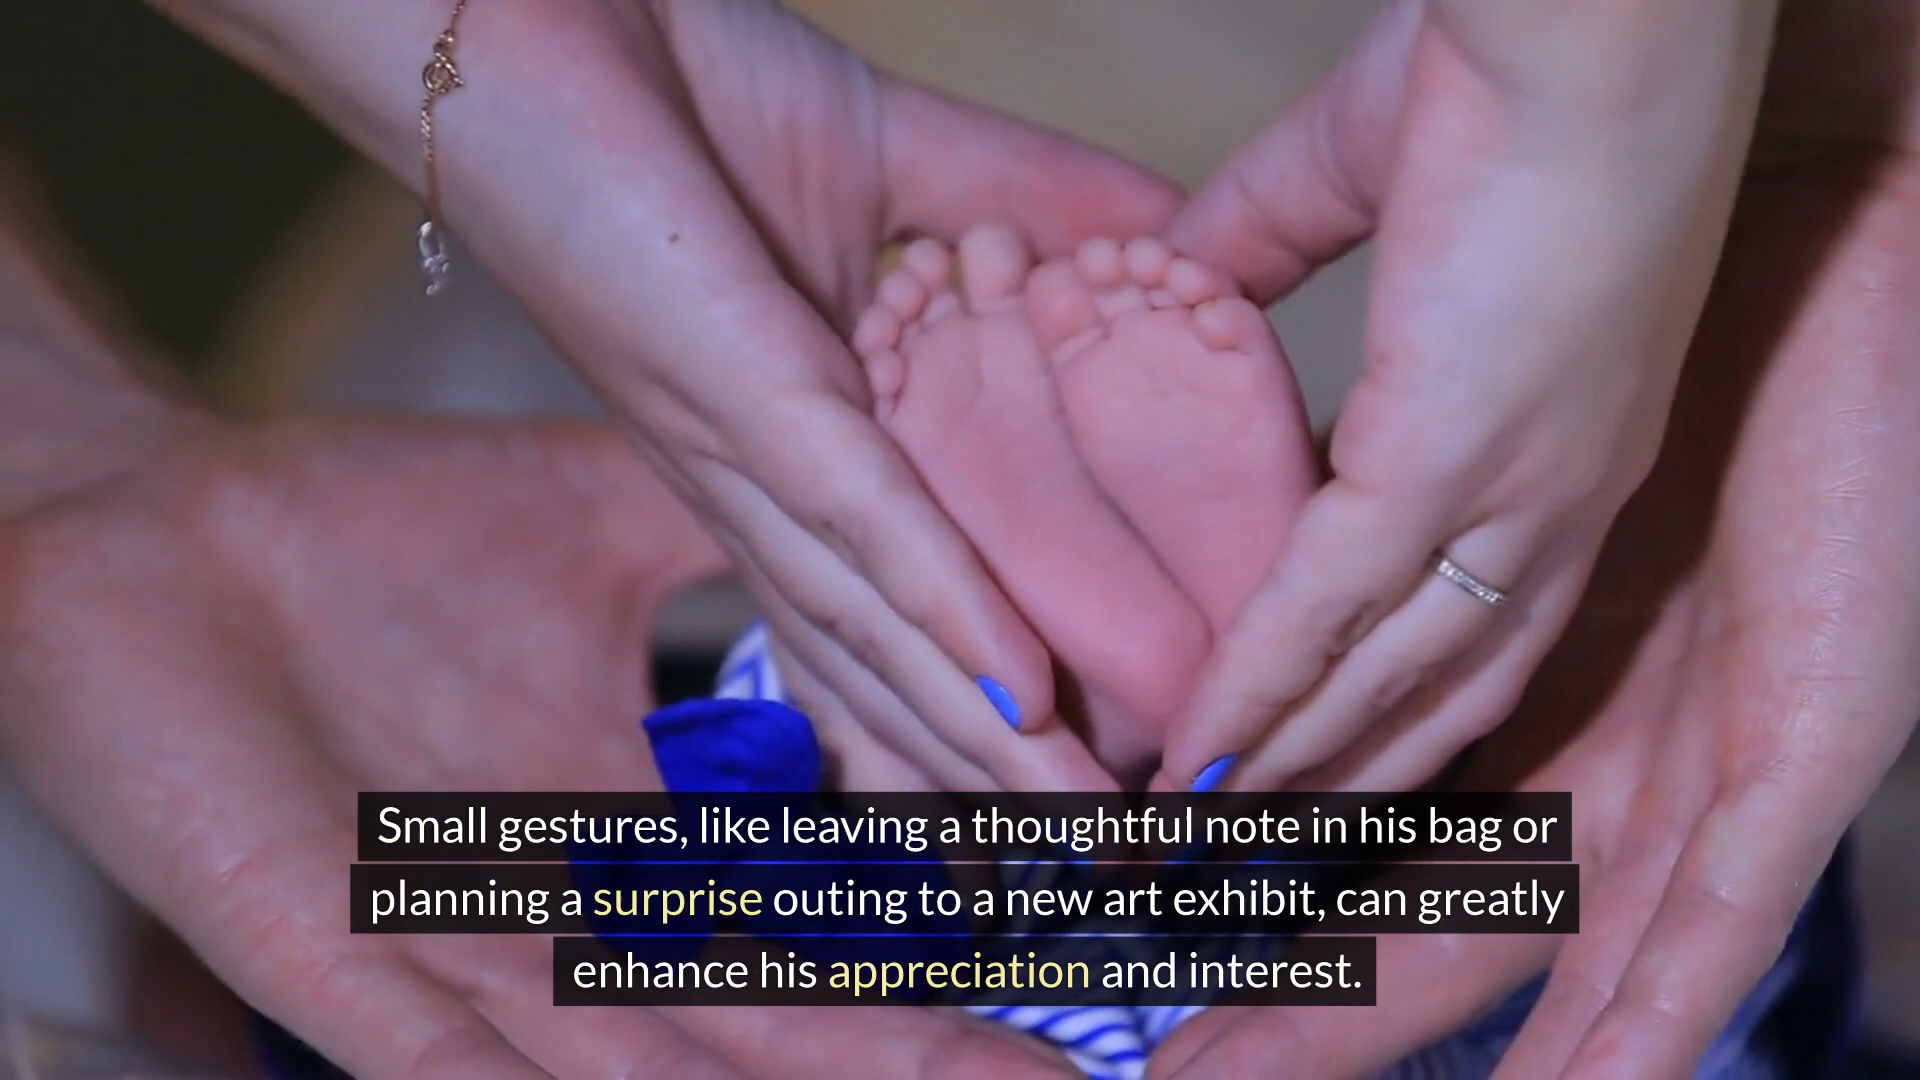 Small gestures, like leaving a thoughtful note in his bag or
planning a surprise outing to a new art exhibit, can greatly
enhance his appreciation and interest.